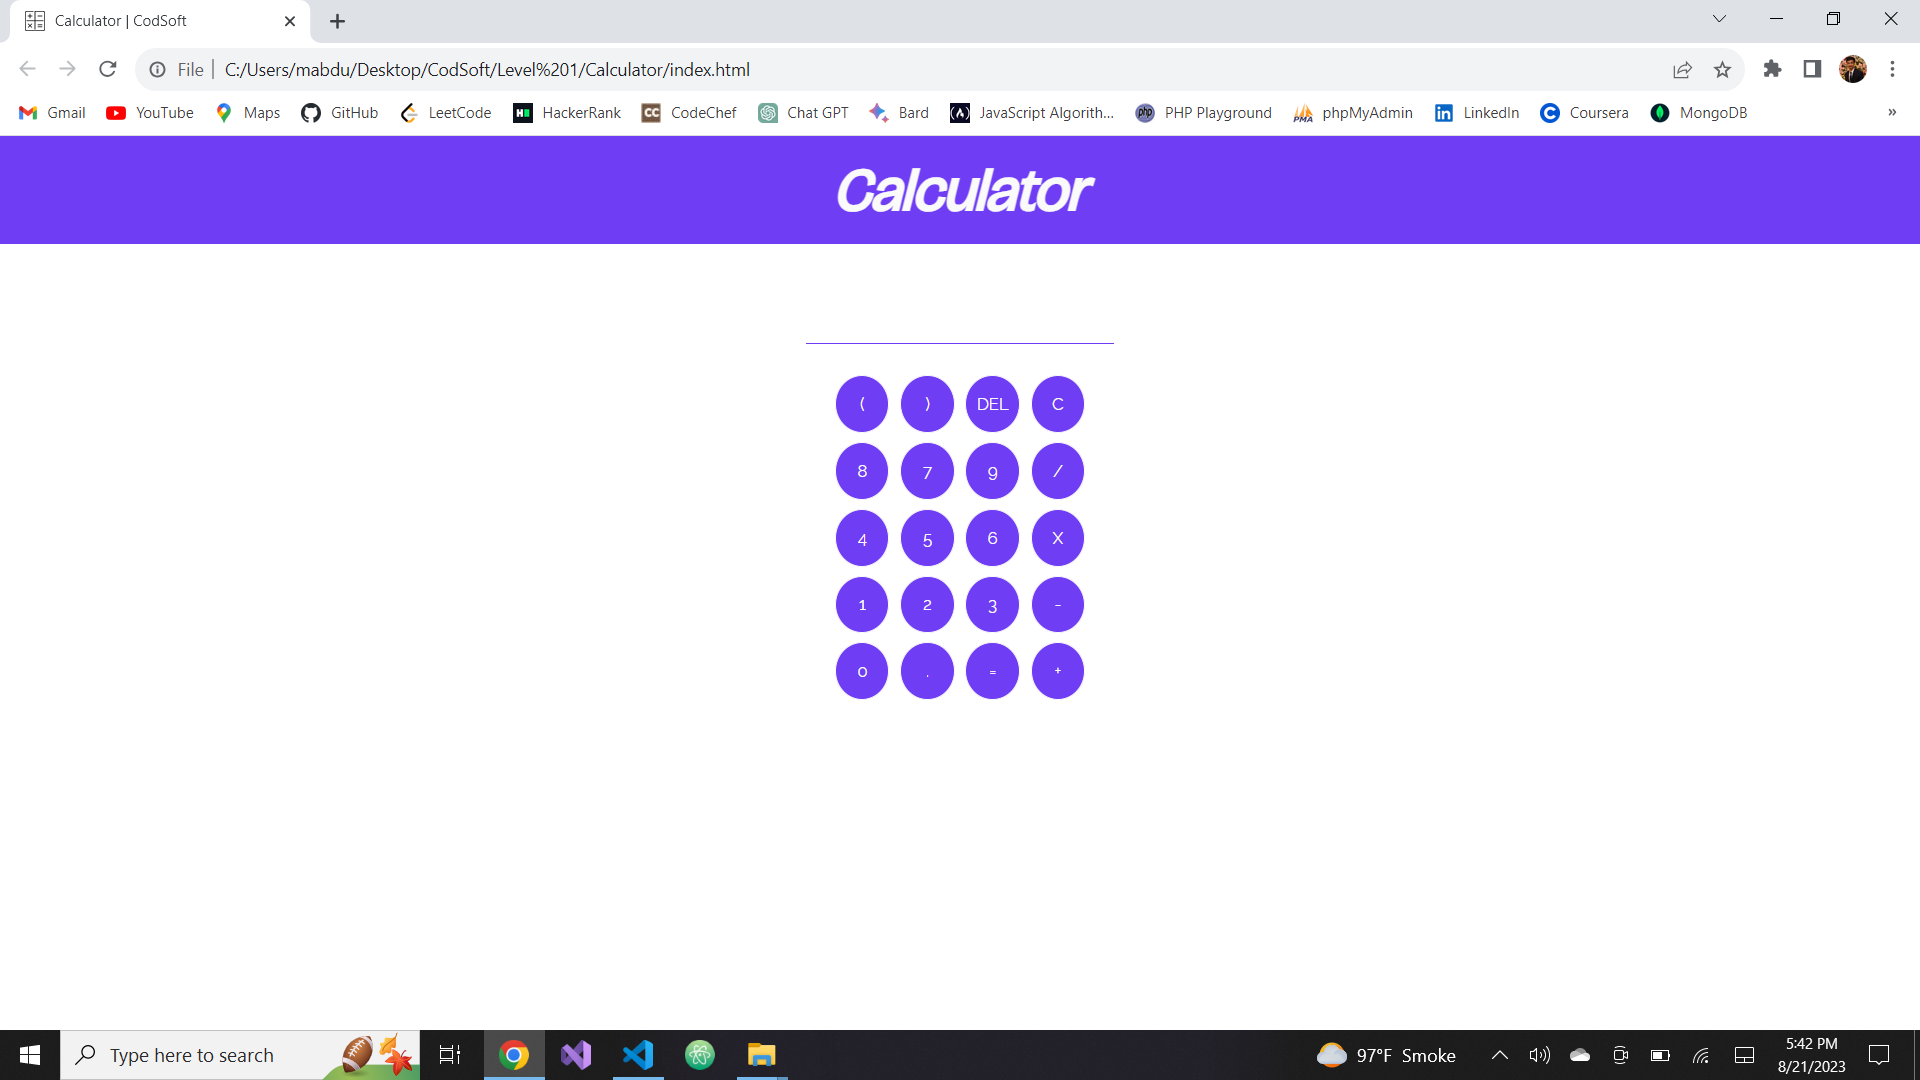 Calculator | CodSoft
File | C:/Users/mabdu/Desktop/CodSoft/Level%201/Calculator/index.html
Gmail YouTube Maps GitHub LeetCode HackerRank CodeChef Chat GPT Bard JavaScript Algorith... PHP Playground phpMyAdmin LinkedIn Coursera MongoDB »
Calculator
( ) DEL C
8 7 9 /
4 5 6 X
1 2 3 -
0 . = +
Type here to search
97°F Smoke
5:42 PM
8/21/2023